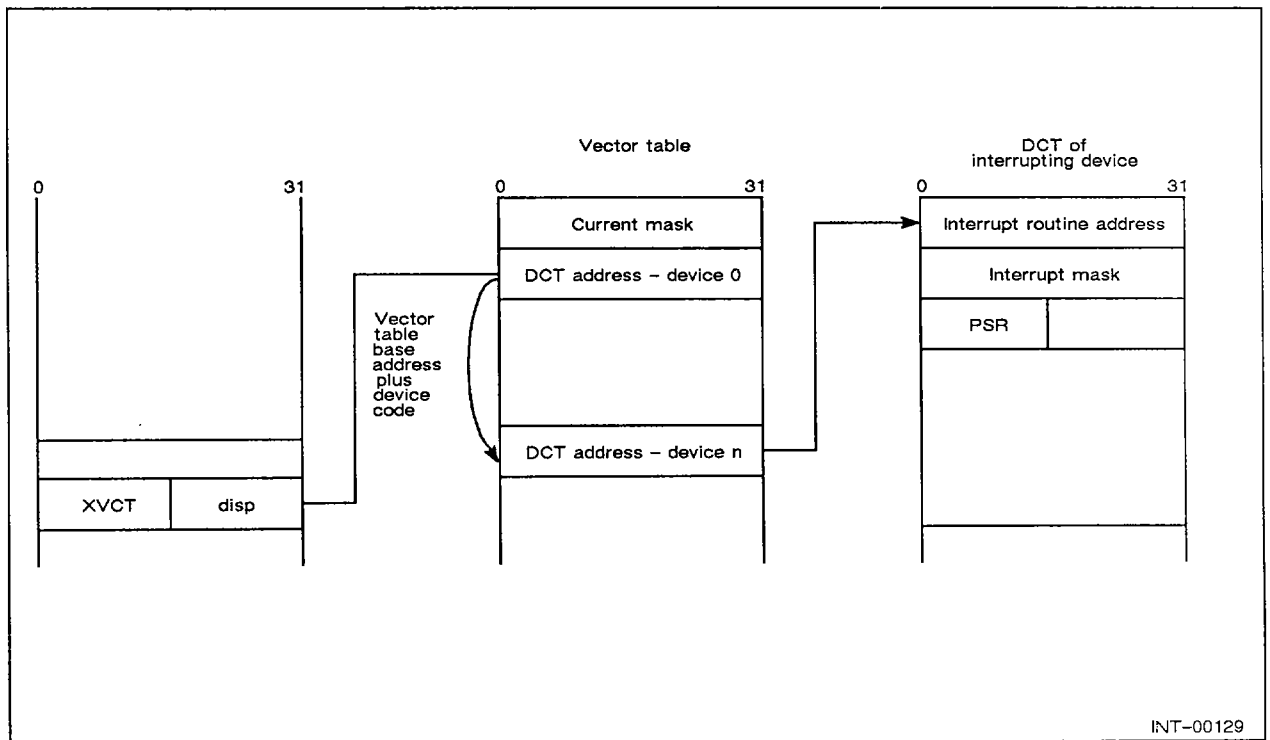 Vector table
DCT of
interrupting device
0 31
0 31
0 31
Current mask
Interrupt routine address
DCT address – device 0
Interrupt mask
PSR
Vector
table
base
address
plus
device
code
DCT address – device n
XVCT disp
INT-00129